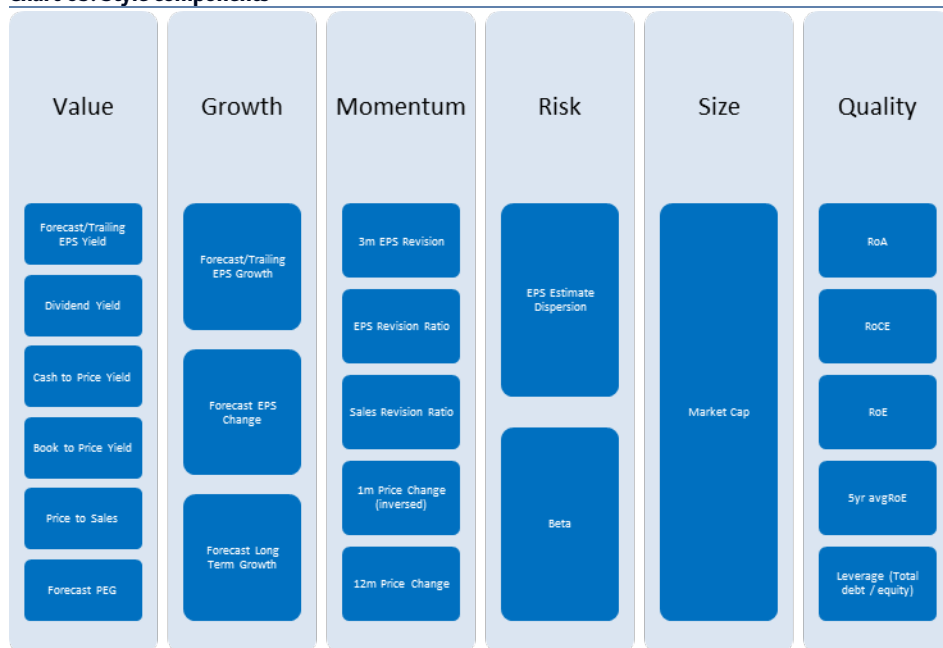 Value
Forecast/Trailing
EPS Yield
Dividend Yield
Cash to Price Yield
Book to Price Yield
Price to Sales
Forecast PEG
Growth
Forecast/Trailing
EPS Growth
Forecast EPS
Change
Forecast Long
Term Growth
Momentum
3m EPS Revision
EPS Revision Ratio
Sales Revision Ratio
1m Price Change
(inversed)
12m Price Change
Risk
EPS Estimate
Dispersion
Beta
Size
Market Cap
Quality
RoA
RoCE
RoE
5yr avgRoE
Leverage (Total
debt / equity)